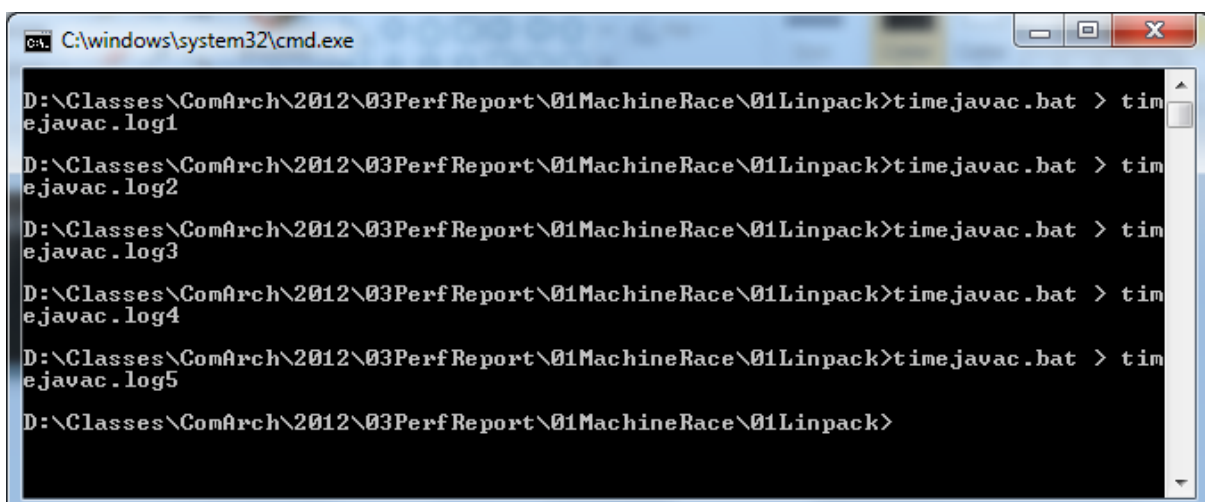 C:\windows\system32\cmd.exe
D:\Classes\ComArch\2012\03PerfReport\01MachineRace\01Linpack>timejavac.bat > tim
ejavac.log1
D:\Classes\ComArch\2012\03PerfReport\01MachineRace\01Linpack>timejavac.bat > tim
ejavac.log2
D:\Classes\ComArch\2012\03PerfReport\01MachineRace\01Linpack>timejavac.bat > tim
ejavac.log3
D:\Classes\ComArch\2012\03PerfReport\01MachineRace\01Linpack>timejavac.bat > tim
ejavac.log4
D:\Classes\ComArch\2012\03PerfReport\01MachineRace\01Linpack>timejavac.bat > tim
ejavac.log5
D:\Classes\ComArch\2012\03PerfReport\01MachineRace\01Linpack>